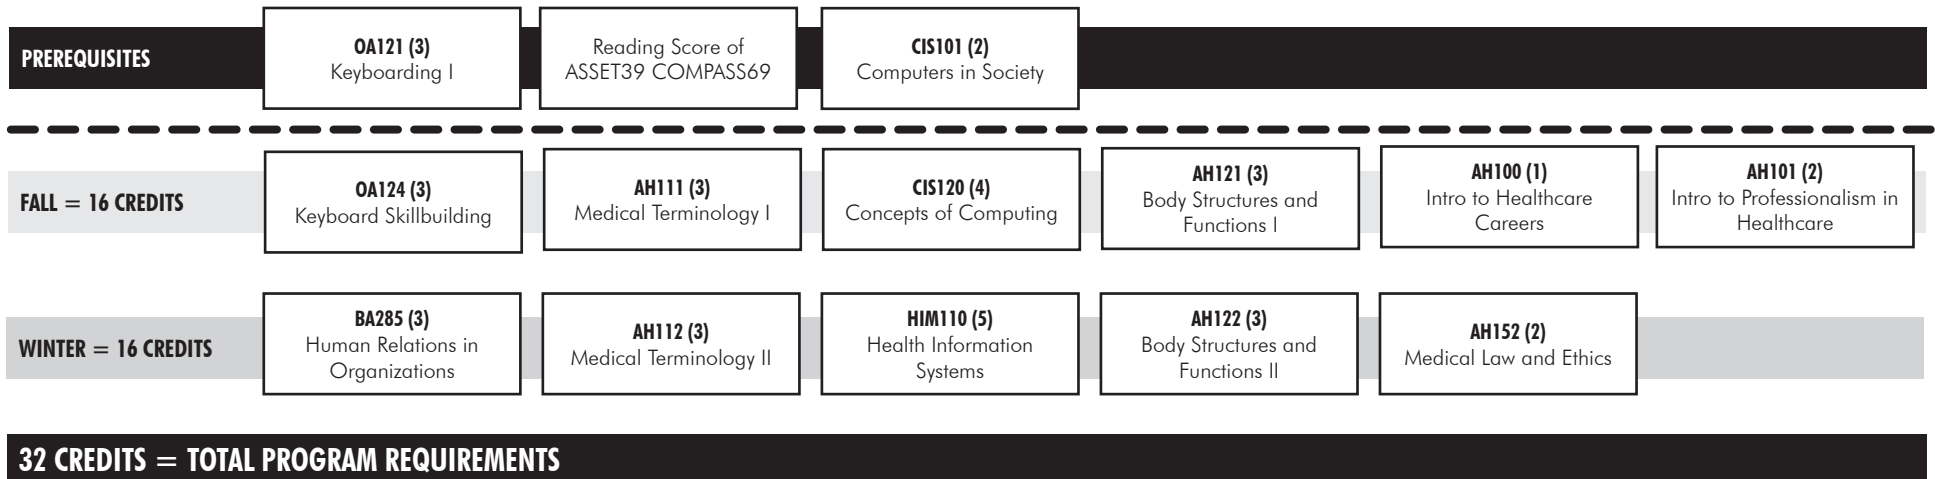 PREREQUISITES
OA121 (3)
Keyboarding I
Reading Score of
ASSET39 COMPASS69
CIS101 (2)
Computers in Society
FALL = 16 CREDITS
OA124 (3)
Keyboard Skillbuilding
AH111 (3)
Medical Terminology I
CIS120 (4)
Concepts of Computing
AH121 (3)
Body Structures and
Functions I
AH100 (1)
Intro to Healthcare
Careers
AH101 (2)
Intro to Professionalism in
Healthcare
WINTER = 16 CREDITS
BA285 (3)
Human Relations in
Organizations
AH112 (3)
Medical Terminology II
HIM110 (5)
Health Information
Systems
AH122 (3)
Body Structures and
Functions II
AH152 (2)
Medical Law and Ethics
32 CREDITS = TOTAL PROGRAM REQUIREMENTS